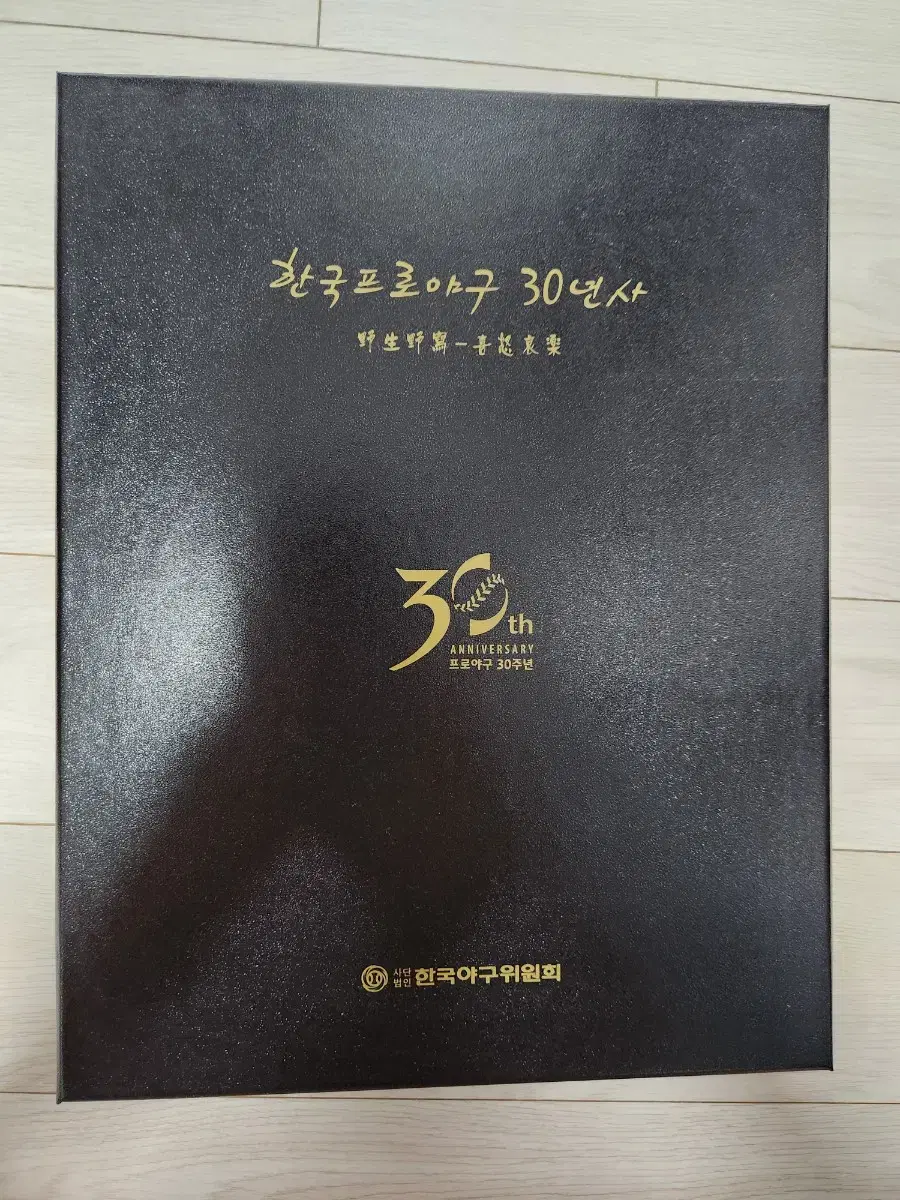 한국프로야구 30년사
野生野 一喜怒哀樂
30th
ANNIVERSARY
프로야구 30주년
사단
법인
한국야구위원회